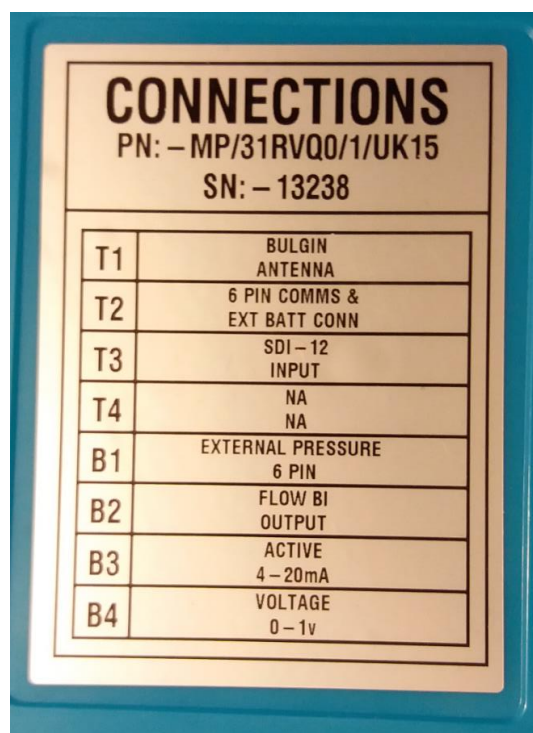 CONNECTIONS
PN: – MP/31RVQ0/1/UK15
SN: – 13238
T1 BULGIN
ANTENNA
T2 6 PIN COMMS &
EXT BATT CONN
T3 SDI – 12
INPUT
T4 NA
NA
B1 EXTERNAL PRESSURE
6 PIN
B2 FLOW BI
OUTPUT
B3 ACTIVE
4 – 20mA
B4 VOLTAGE
0 – 1v